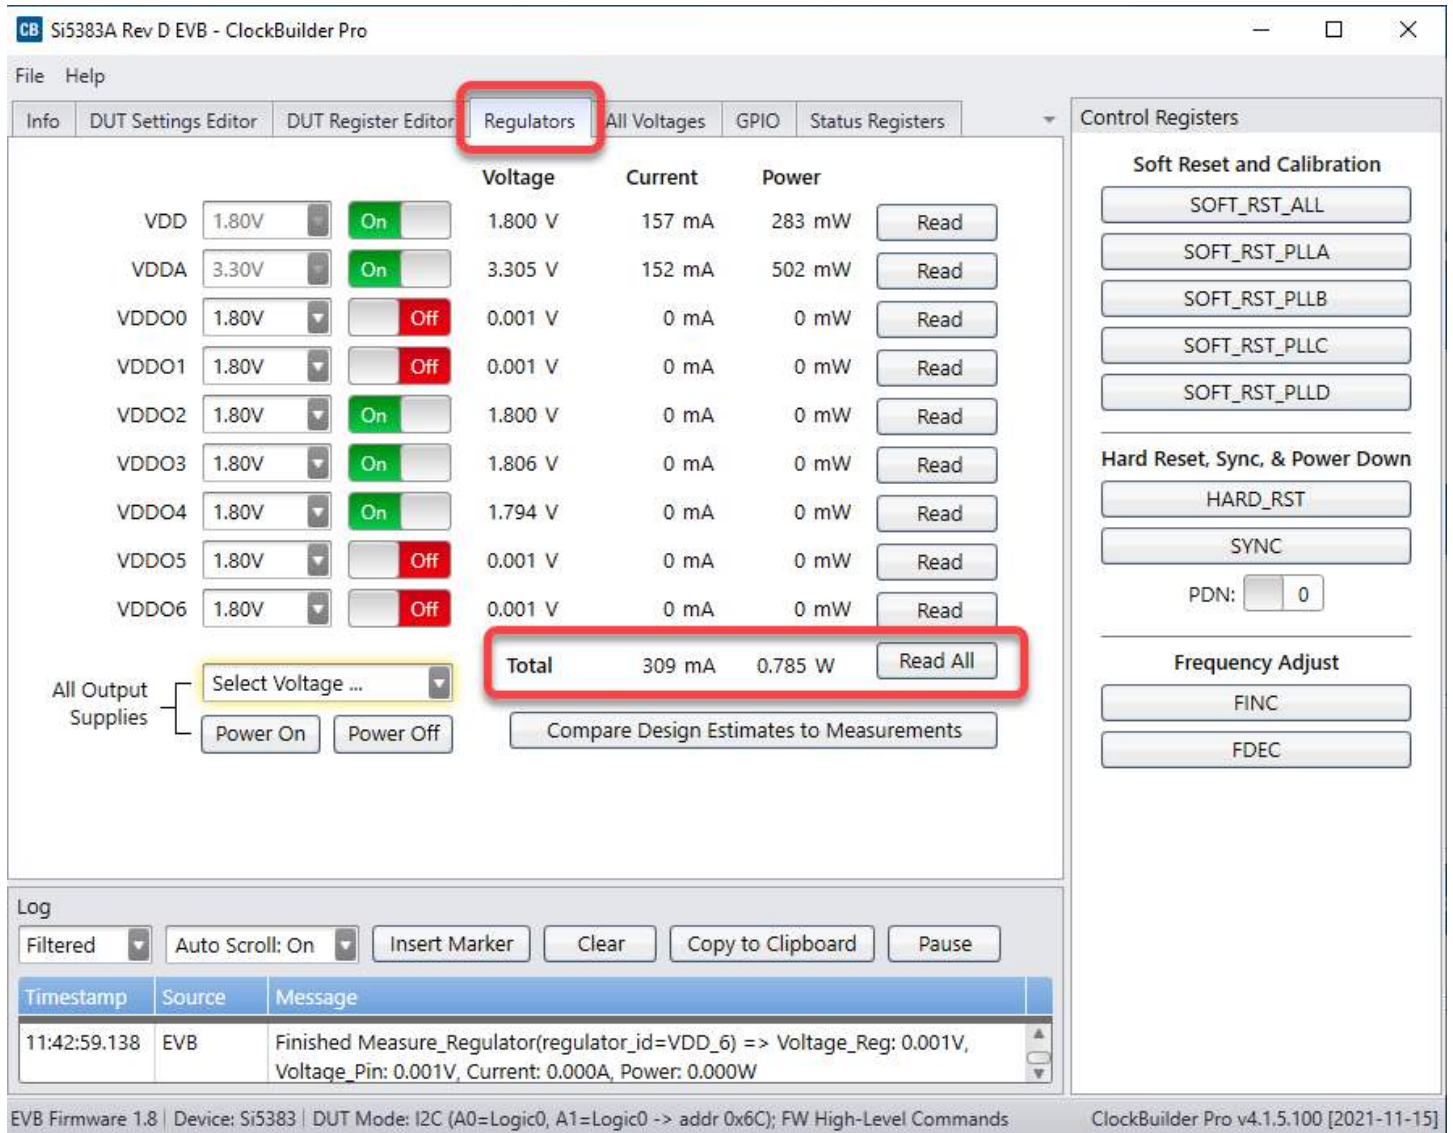 CB Si5383A Rev D EVB - ClockBuilder Pro
File Help
Info DUT Settings Editor DUT Register Editor Regulators All Voltages GPIO Status Registers
Voltage Current Power
VDD 1.80V On 1.800 V 157 mA 283 mW Read
VDDA 3.30V On 3.305 V 152 mA 502 mW Read
VDDO0 1.80V Off 0.001 V 0 mA 0 mW Read
VDDO1 1.80V Off 0.001 V 0 mA 0 mW Read
VDDO2 1.80V On 1.800 V 0 mA 0 mW Read
VDDO3 1.80V On 1.806 V 0 mA 0 mW Read
VDDO4 1.80V On 1.794 V 0 mA 0 mW Read
VDDO5 1.80V Off 0.001 V 0 mA 0 mW Read
VDDO6 1.80V Off 0.001 V 0 mA 0 mW Read
Total 309 mA 0.785 W Read All
All Output
Supplies
Select Voltage ...
Power On Power Off
Compare Design Estimates to Measurements
Control Registers
Soft Reset and Calibration
SOFT_RST_ALL
SOFT_RST_PLLA
SOFT_RST_PLLB
SOFT_RST_PLLC
SOFT_RST_PLLD
Hard Reset, Sync, & Power Down
HARD_RST
SYNC
PDN: 0
Frequency Adjust
FINC
FDEC
Log
Filtered Auto Scroll: On Insert Marker Clear Copy to Clipboard Pause
Timestamp Source Message
11:42:59.138 EVB Finished Measure_Regulator(regulator_id=VDD_6) => Voltage_Reg: 0.001V,
Voltage_Pin: 0.001V, Current: 0.000A, Power: 0.000W
EVB Firmware 1.8 | Device: Si5383 | DUT Mode: I2C (A0=Logic0, A1=Logic0 -> addr 0x6C); FW High-Level Commands ClockBuilder Pro v4.1.5.100 [2021-11-15]